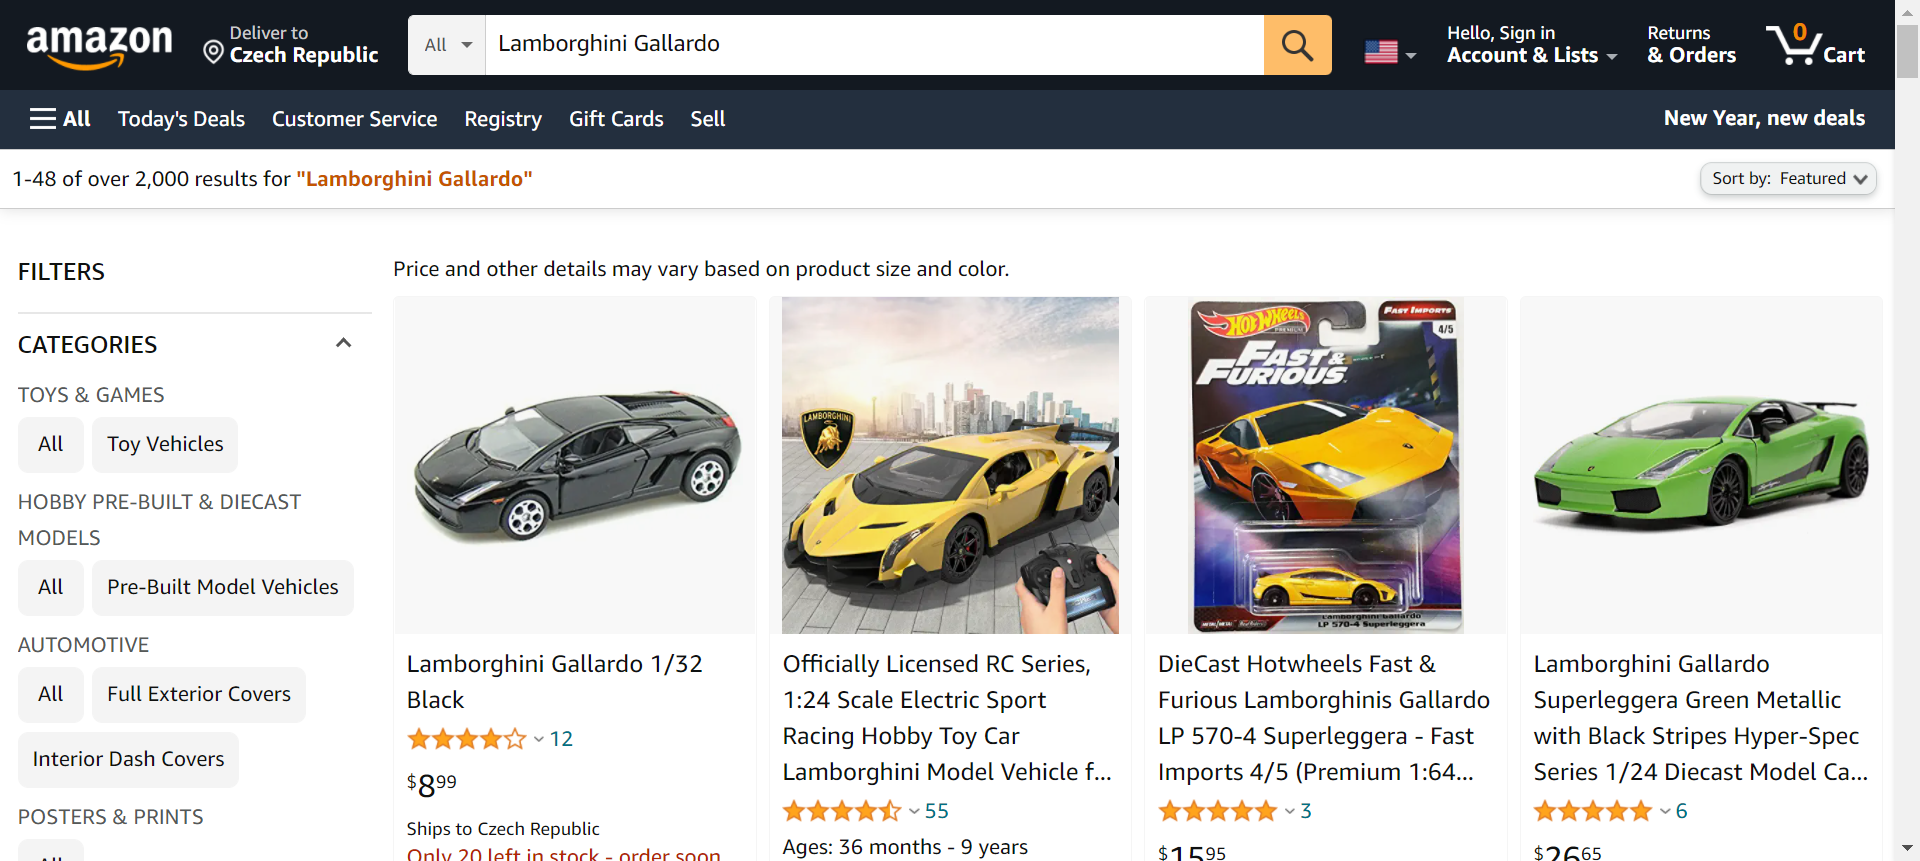 amazon
Deliver to
Czech Republic
All
Lamborghini Gallardo
Hello, Sign in
Account & Lists
Returns
& Orders
0
Cart
All
Today's Deals
Customer Service
Registry
Gift Cards
Sell
New Year, new deals
1-48 of over 2,000 results for "Lamborghini Gallardo"
Sort by: Featured
FILTERS
CATEGORIES
TOYS & GAMES
All
Toy Vehicles
HOBBY PRE-BUILT & DIECAST
MODELS
All
Pre-Built Model Vehicles
AUTOMOTIVE
All
Full Exterior Covers
Interior Dash Covers
POSTERS & PRINTS
All
Price and other details may vary based on product size and color.
Lamborghini Gallardo 1/32
Black
12
$8.99
Ships to Czech Republic
Only 20 left in stock - order soon
LAMBORGHINI
Officially Licensed RC Series,
1:24 Scale Electric Sport
Racing Hobby Toy Car
Lamborghini Model Vehicle f...
55
Ages: 36 months - 9 years
Hot Wheels
PREMIUM
FAST IMPORTS
4/5
FAST &
FURIOUS
Lamborghini Gallardo
LP 570-4 Superleggera
DieCast Hotwheels Fast &
Furious Lamborghinis Gallardo
LP 570-4 Superleggera - Fast
Imports 4/5 (Premium 1:64...
3
$15.95
Lamborghini Gallardo
Superleggera Green Metallic
with Black Stripes Hyper-Spec
Series 1/24 Diecast Model Ca...
6
$26.65